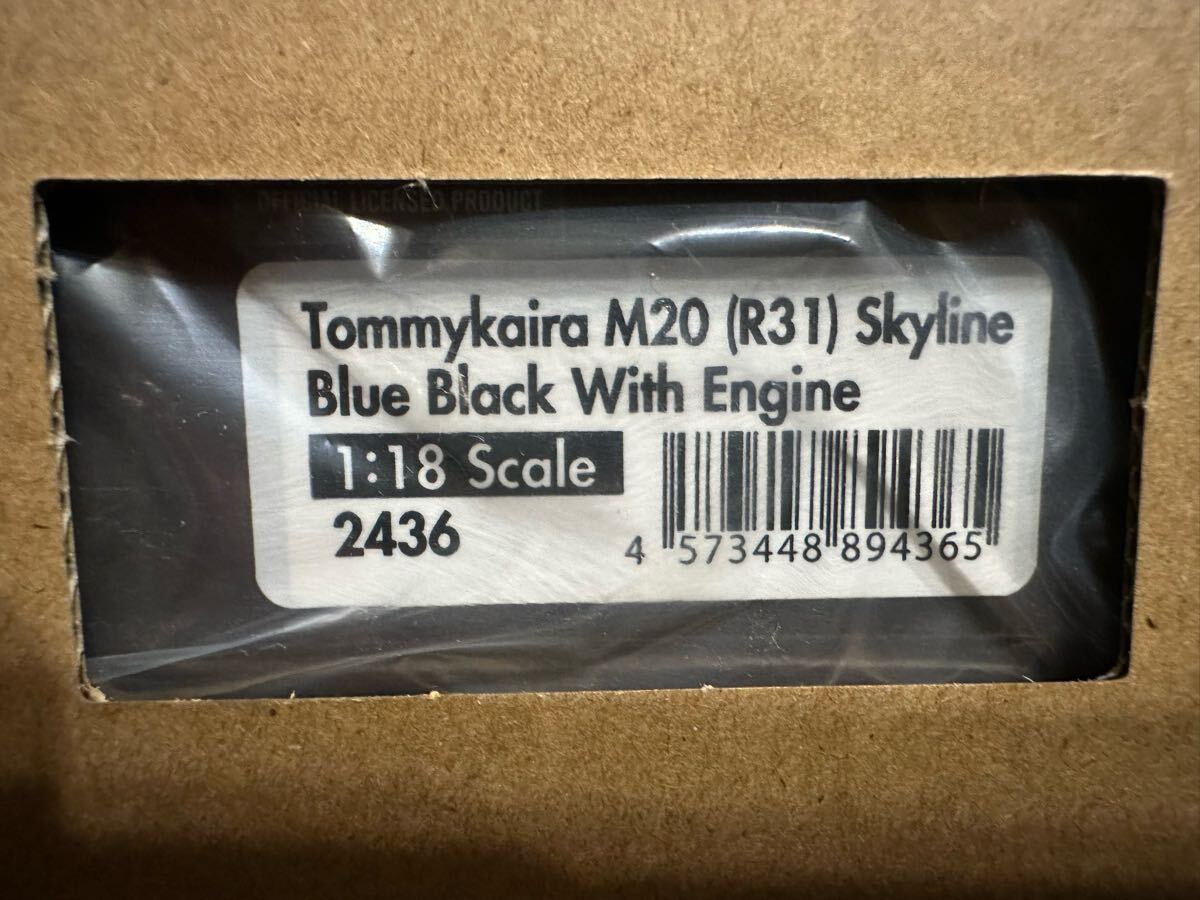 OFFICIAL LICENSED PRODUCT
Tommykaira M20 (R31) Skyline
Blue Black With Engine
1:18 Scale
2436
4 573448 894365